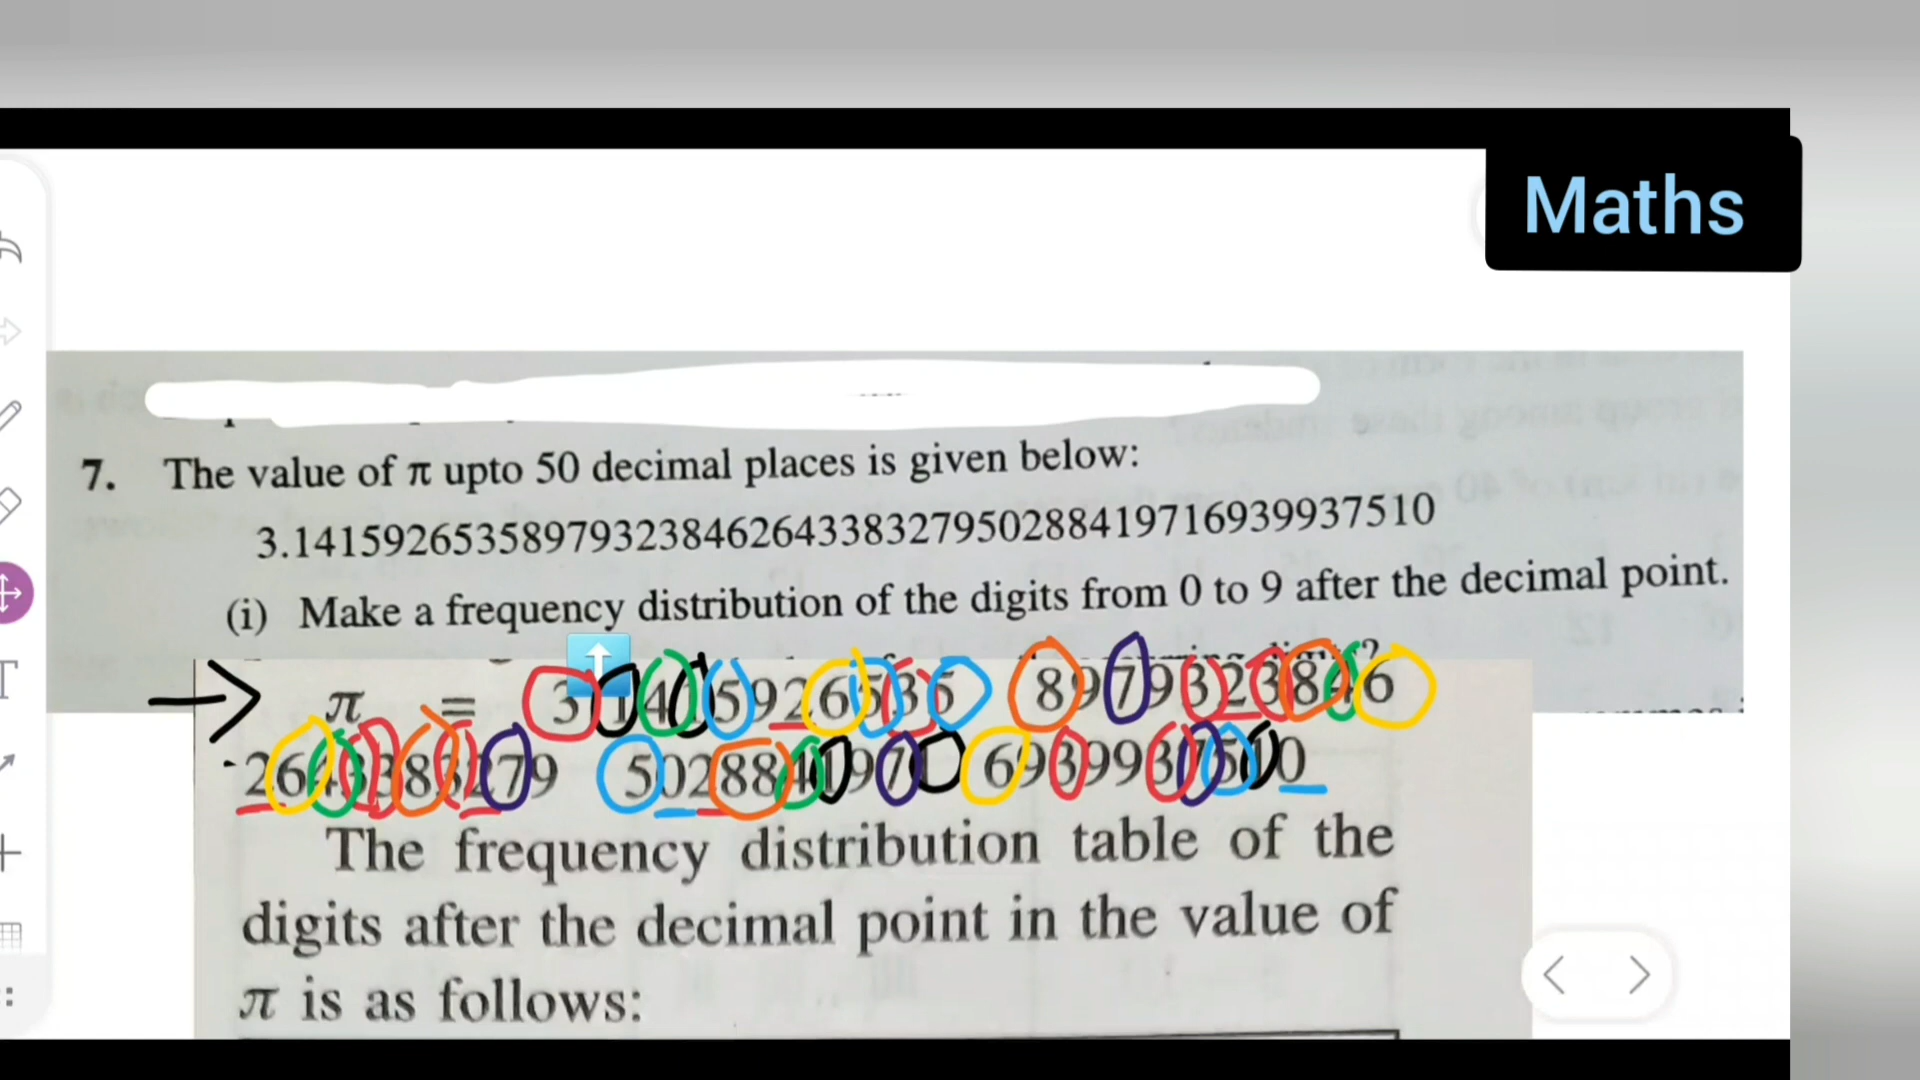 Maths
7. The value of π upto 50 decimal places is given below:
3.14159265358979323846264338327950288419716939937510
(i) Make a frequency distribution of the digits from 0 to 9 after the decimal point.
π = 3.1415926535 8979323846
2643383279 5028841971 6939937510
The frequency distribution table of the
digits after the decimal point in the value of
π is as follows: